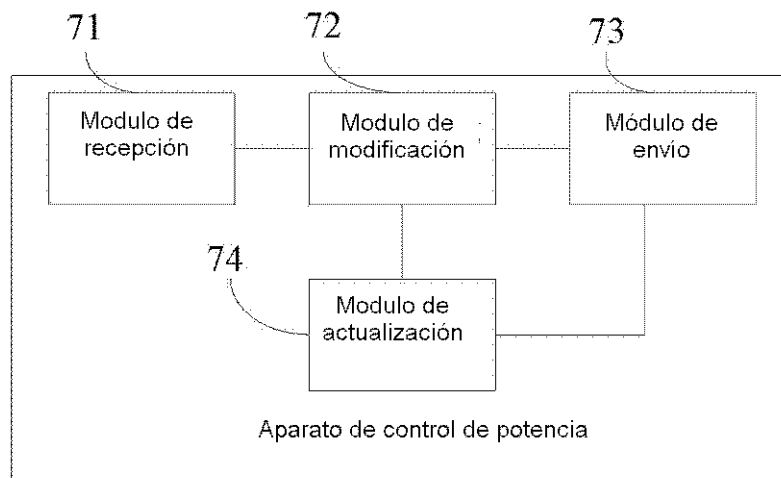 71
72
73
Modulo de
recepción
Modulo de
modificación
Módulo de
envío
74
Modulo de
actualización
Aparato de control de potencia